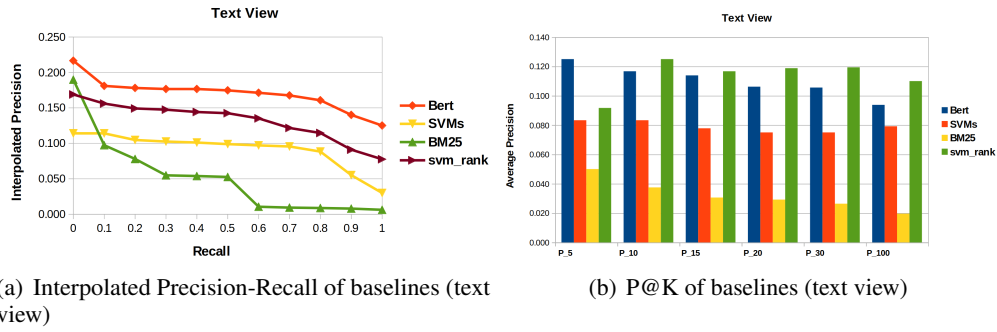 Text View
0.250
0.200
0.150
0.100
0.050
0.000
Interpolated Precision
0 0.1 0.2 0.3 0.4 0.5 0.6 0.7 0.8 0.9 1
Recall
Bert
SVMs
BM25
svm_rank
(a) Interpolated Precision-Recall of baselines (text
view)
Text View
0.140
0.120
0.100
0.080
0.060
0.040
0.020
0.000
Average Precision
P_5 P_10 P_15 P_20 P_30 P_100
Bert
SVMs
BM25
svm_rank
(b) P@K of baselines (text view)